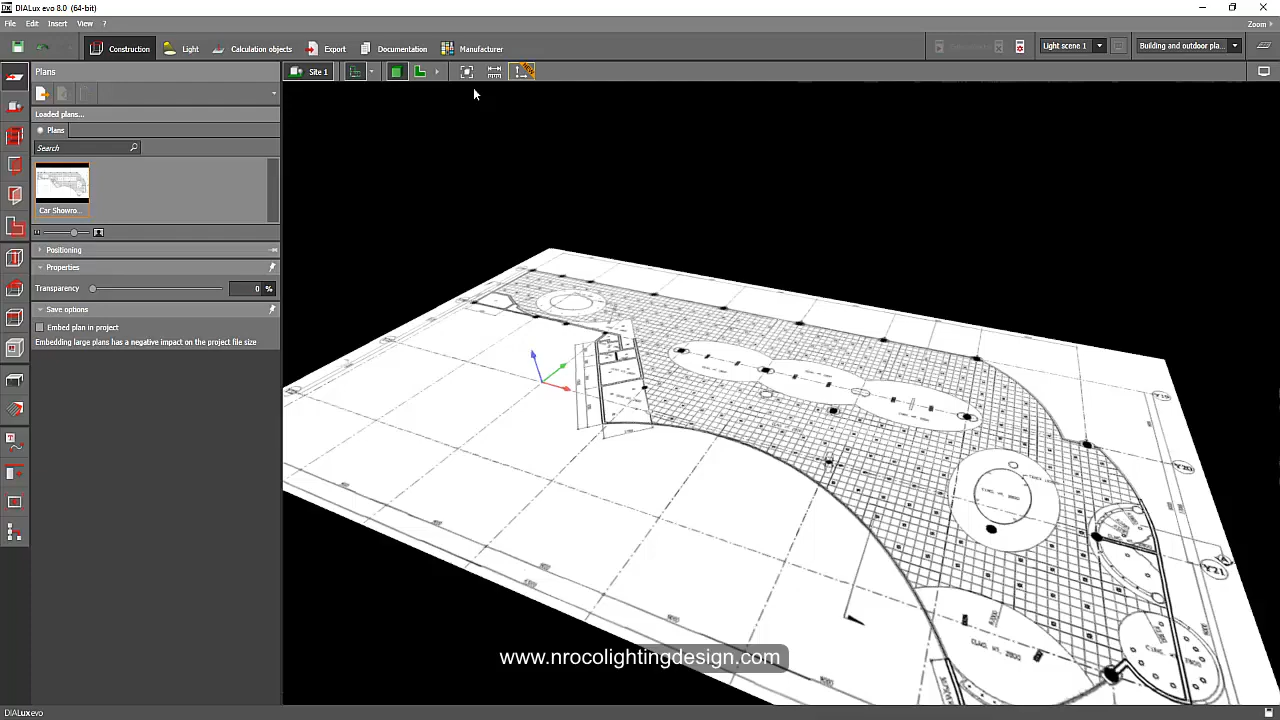 DIALux evo 8.0 (64-bit)
File Edit Insert View ?
Zoom
Construction Light Calculation objects Export Documentation Manufacturer
Light scene 1
Building and outdoor pla...
Plans
Site 1
Loaded plans...
Plans
Search
Car Showro...
Positioning
Properties
Transparency 0 %
Save options
Embed plan in project
Embedding large plans has a negative impact on the project file size
www.nrocolightingdesign.com
DIALux evo